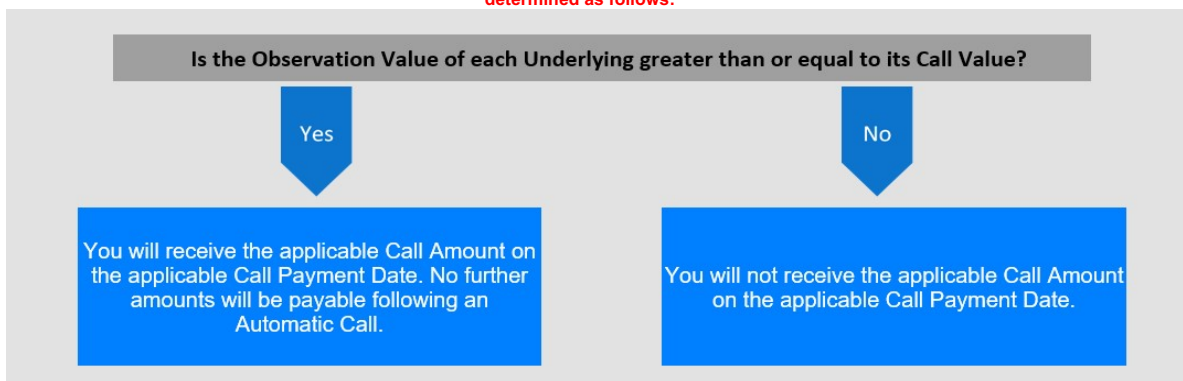 determined as follows:
Is the Observation Value of each Underlying greater than or equal to its Call Value?
Yes
No
You will receive the applicable Call Amount on
the applicable Call Payment Date. No further
amounts will be payable following an
Automatic Call.
You will not receive the applicable Call Amount
on the applicable Call Payment Date.